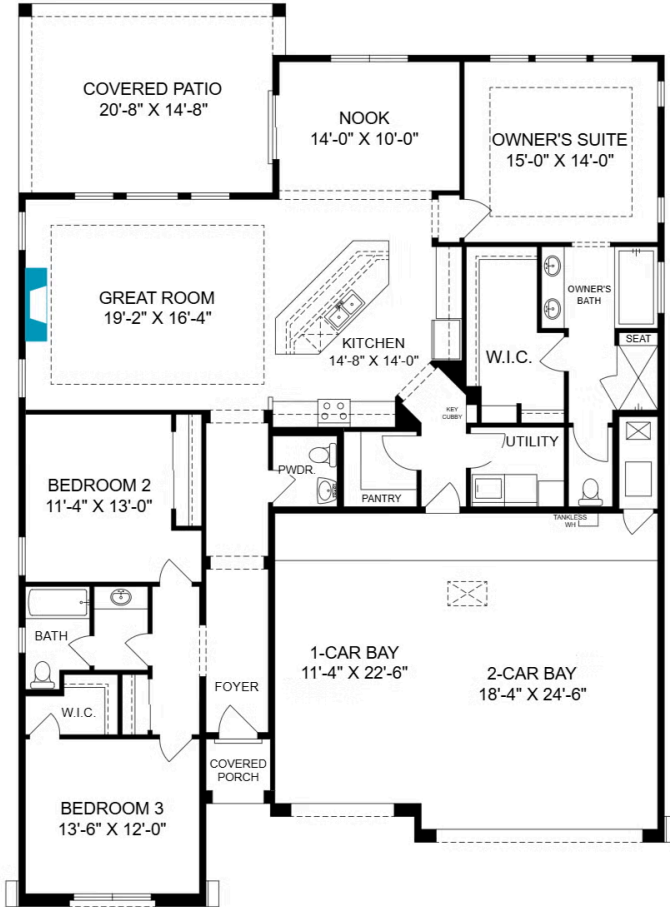 COVERED PATIO
20'-8" X 14'-8"
NOOK
14'-0" X 10'-0"
OWNER'S SUITE
15'-0" X 14'-0"
GREAT ROOM
19'-2" X 16'-4"
OWNER'S
BATH
KITCHEN
14'-8" X 14'-0"
W.I.C.
SEAT
KEY
CUBBY
UTILITY
PWDR.
PANTRY
BEDROOM 2
11'-4" X 13'-0"
TANKLESS
WH
BATH
1-CAR BAY
11'-4" X 22'-6"
2-CAR BAY
18'-4" X 24'-6"
FOYER
W.I.C.
COVERED
PORCH
BEDROOM 3
13'-6" X 12'-0"